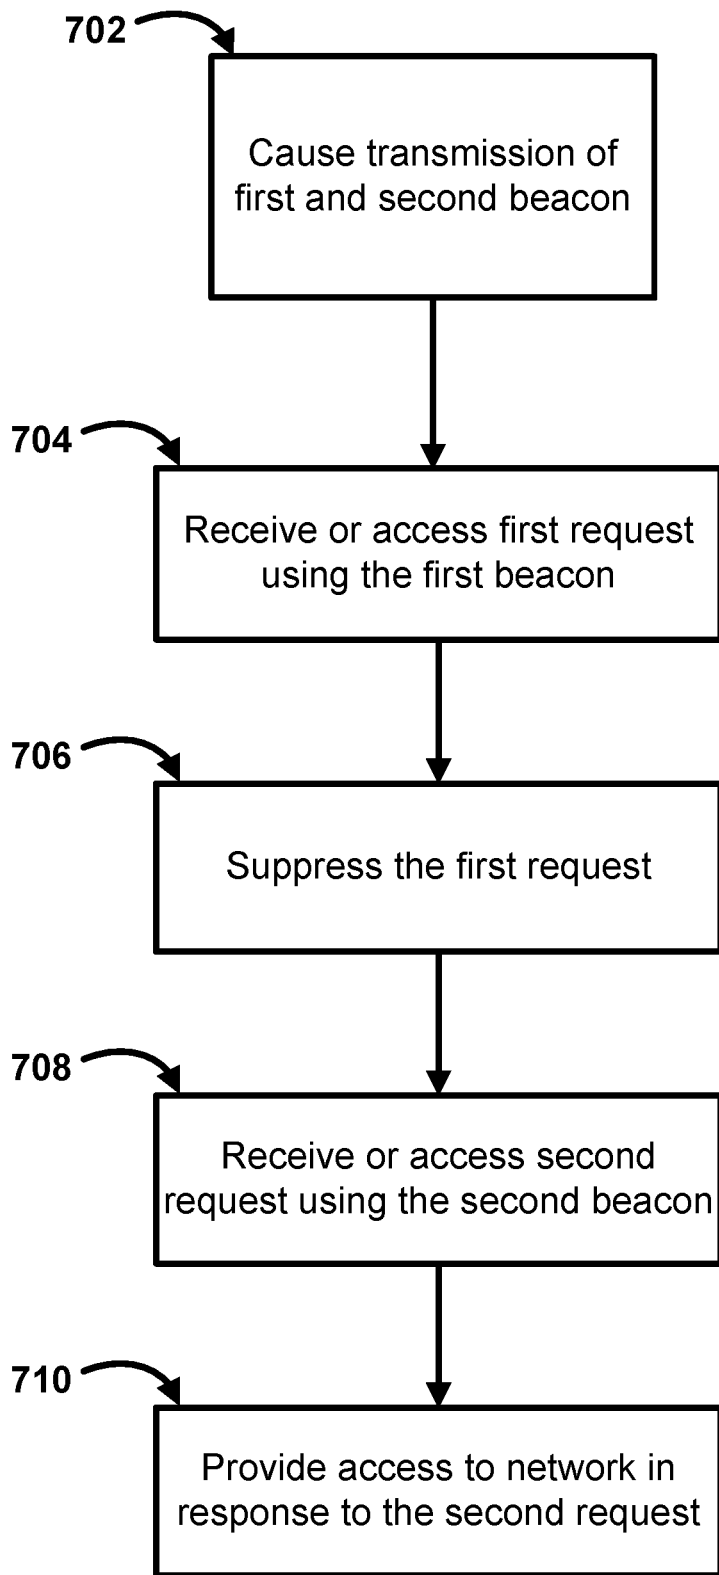 702
Cause transmission of
first and second beacon
704
Receive or access first request
using the first beacon
706
Suppress the first request
708
Receive or access second
request using the second beacon
710
Provide access to network in
response to the second request